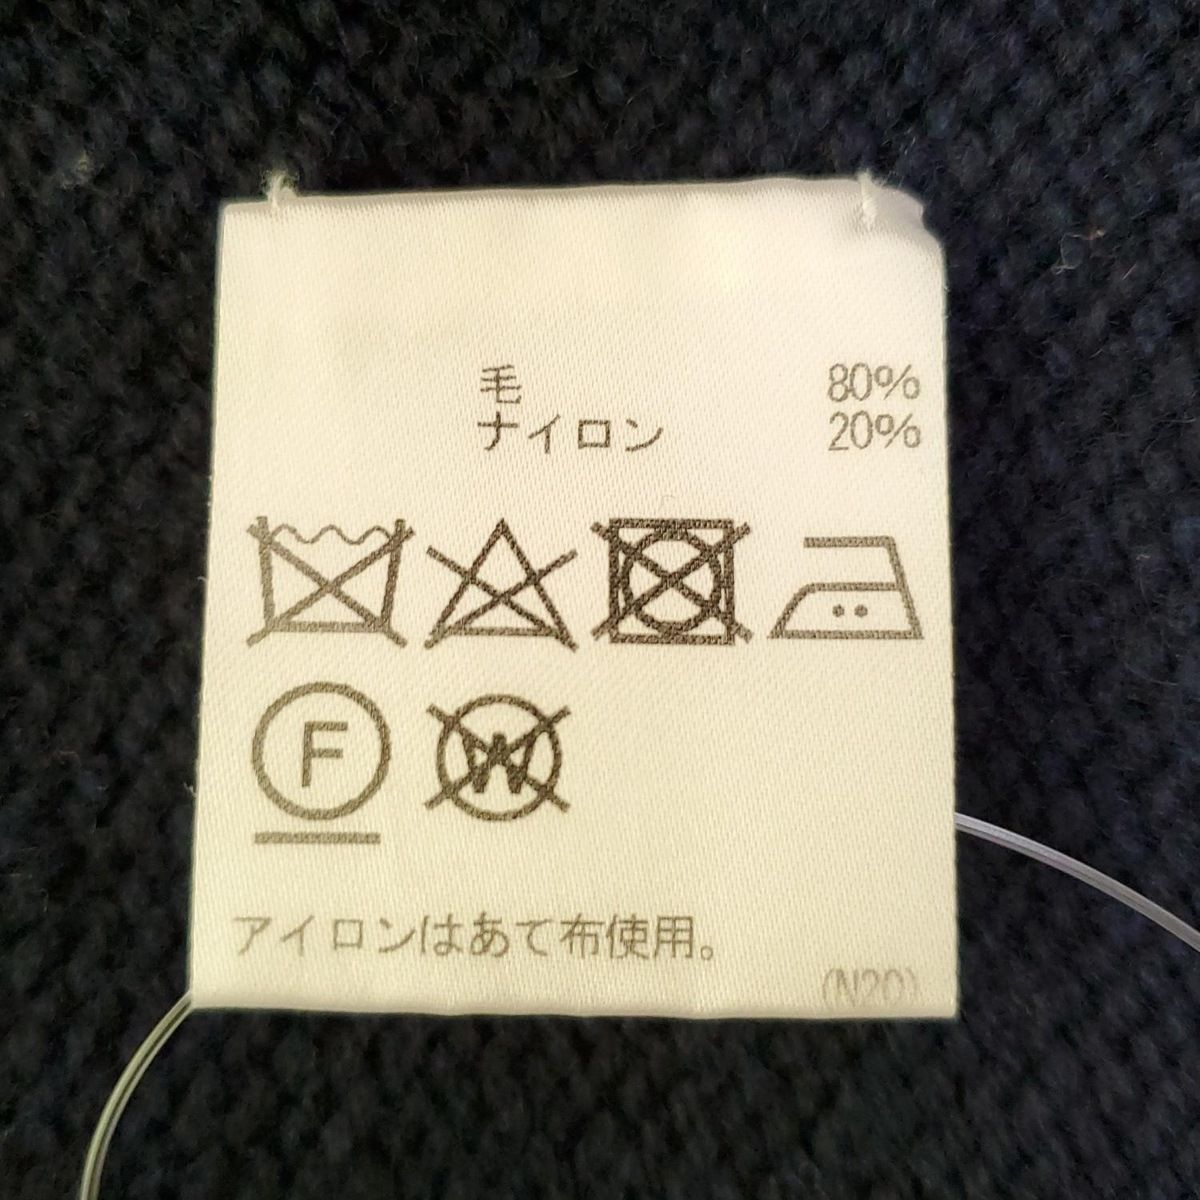 毛 80%
ナイロン 20%
F W
アイロンはあて布使用。
(N20)